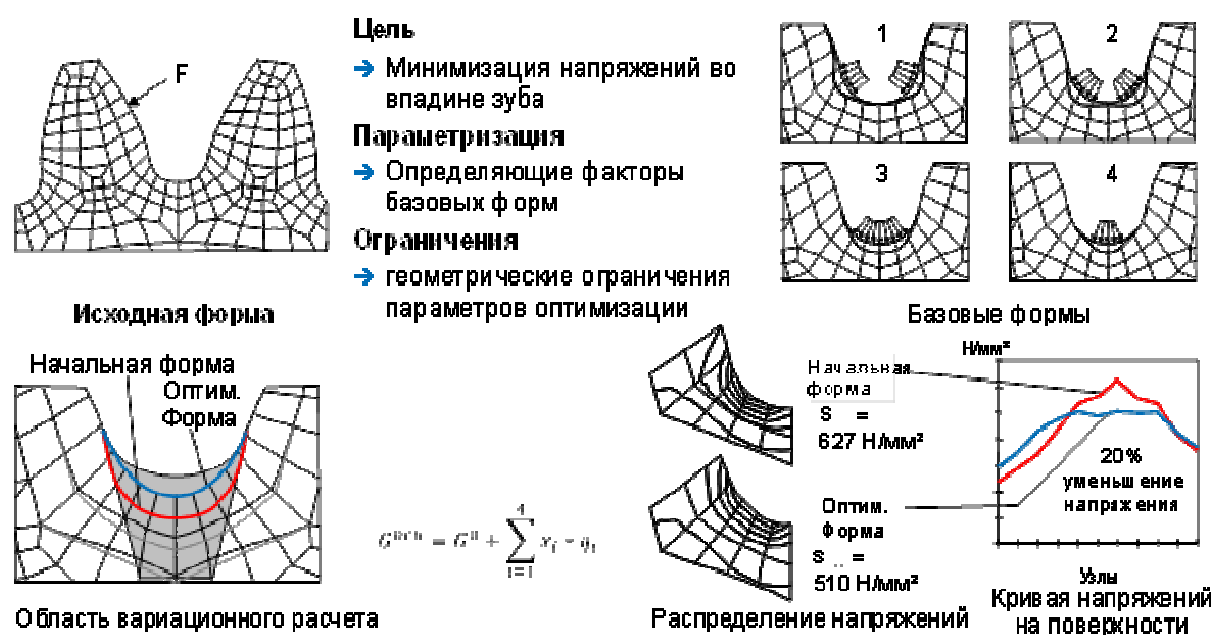 F
Исходная форма
Цель
→ Минимизация напряжений во
впадине зуба
Параметризация
→ Определяющие факторы
базовых форм
Ограничения
→ геометрические ограничения
параметров оптимизации
1
2
3
4
Базовые формы
Начальная форма
Оптим.
Форма
Область вариационного расчета
Начальная
форма
S =
627 Н/мм²
Оптим.
Форма
S .. =
510 Н/мм²
Распределение напряжений
Н/мм²
20%
уменьшение
напряжения
Узлы
Кривая напряжений
на поверхности